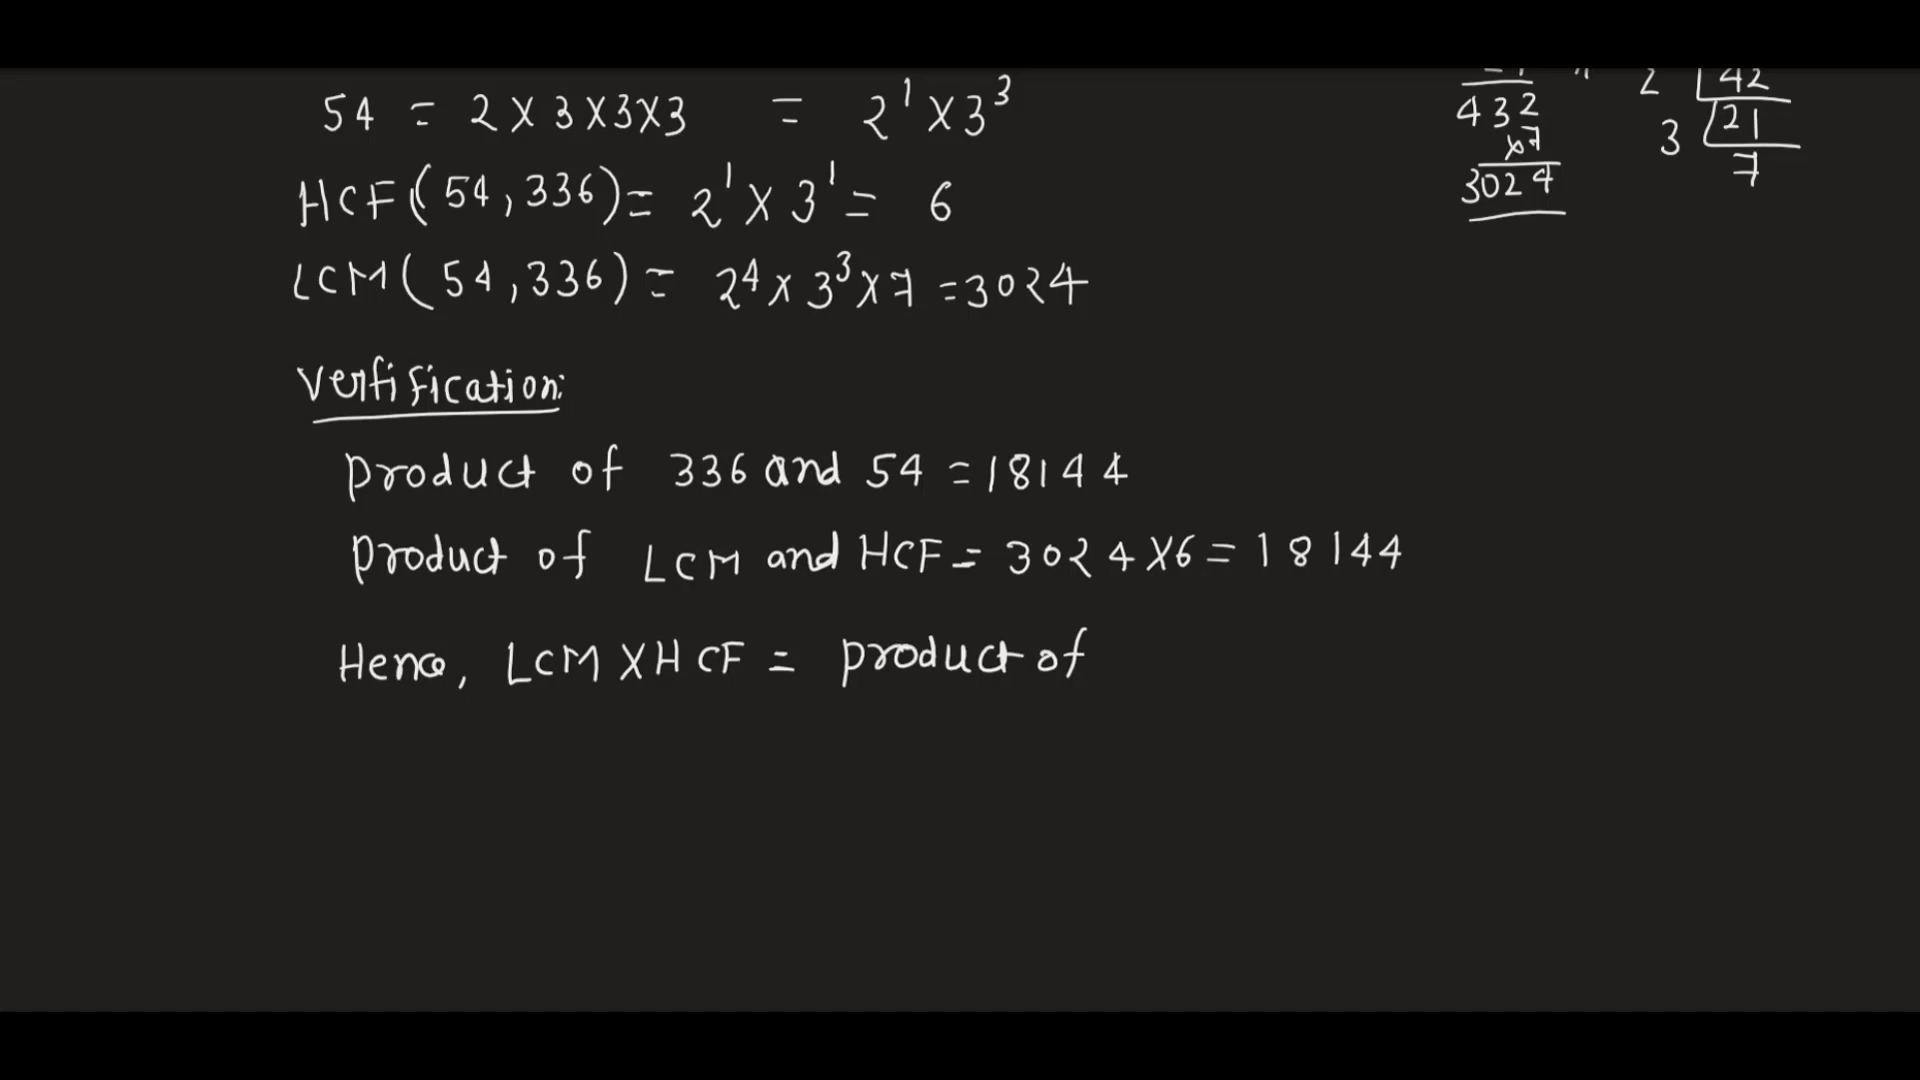 54 = 2 X 3 X 3 X 3 = 2¹ X 3³
HCF(54,336) = 2¹ X 3¹ = 6
LCM(54,336) = 2⁴ X 3³ X 7 = 3024
Verfification:
product of 336 and 54 = 18144
product of LCM and HCF = 3024 X 6 = 18144
Hence, LCM X HCF = product of
432
x7
3024
2 42
3 21
7